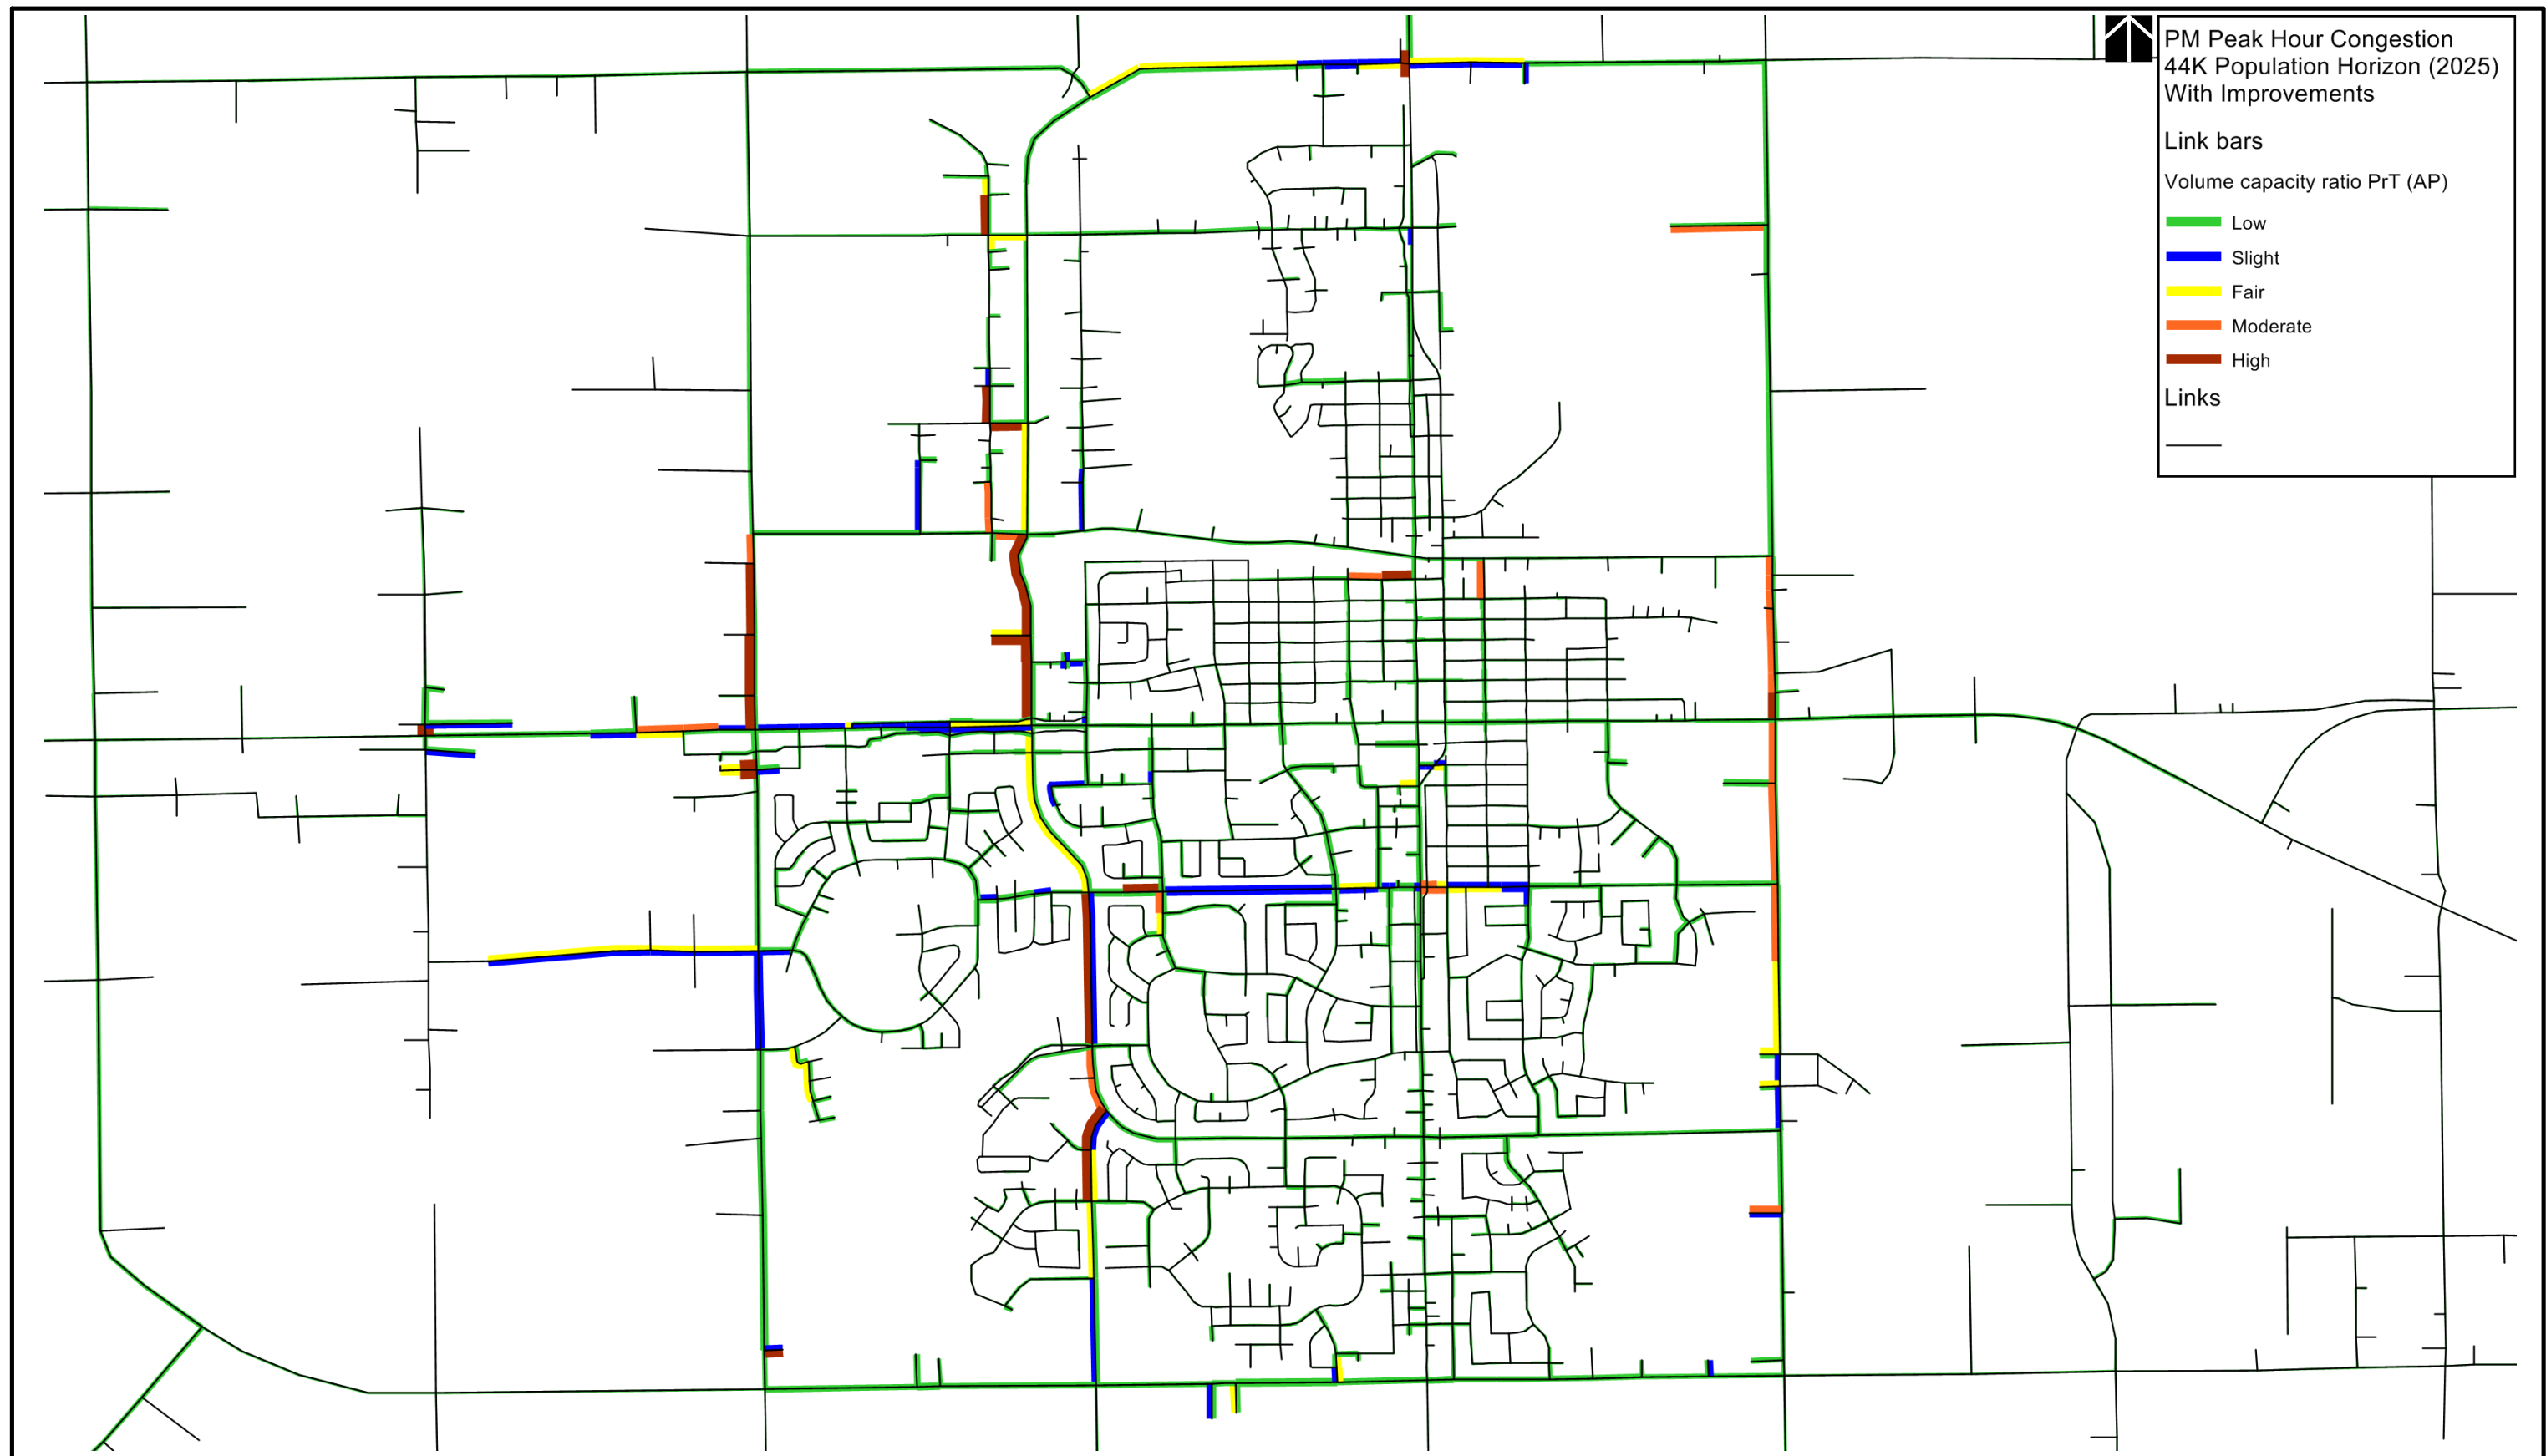 PM Peak Hour Congestion
44K Population Horizon (2025)
With Improvements
Link bars
Volume capacity ratio PrT (AP)
Low
Slight
Fair
Moderate
High
Links